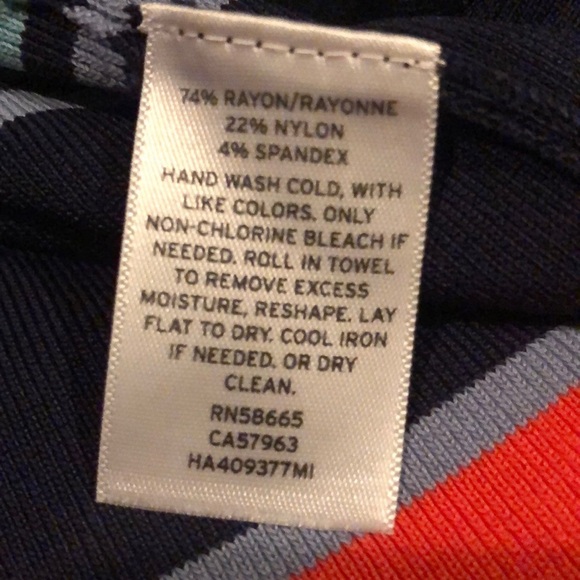 74% RAYON/RAYONNE
22% NYLON
4% SPANDEX
HAND WASH COLD, WITH
LIKE COLORS. ONLY
NON-CHLORINE BLEACH IF
NEEDED. ROLL IN TOWEL
TO REMOVE EXCESS
MOISTURE, RESHAPE. LAY
FLAT TO DRY. COOL IRON
IF NEEDED. OR DRY
CLEAN.
RN58665
CA57963
HA409377MI